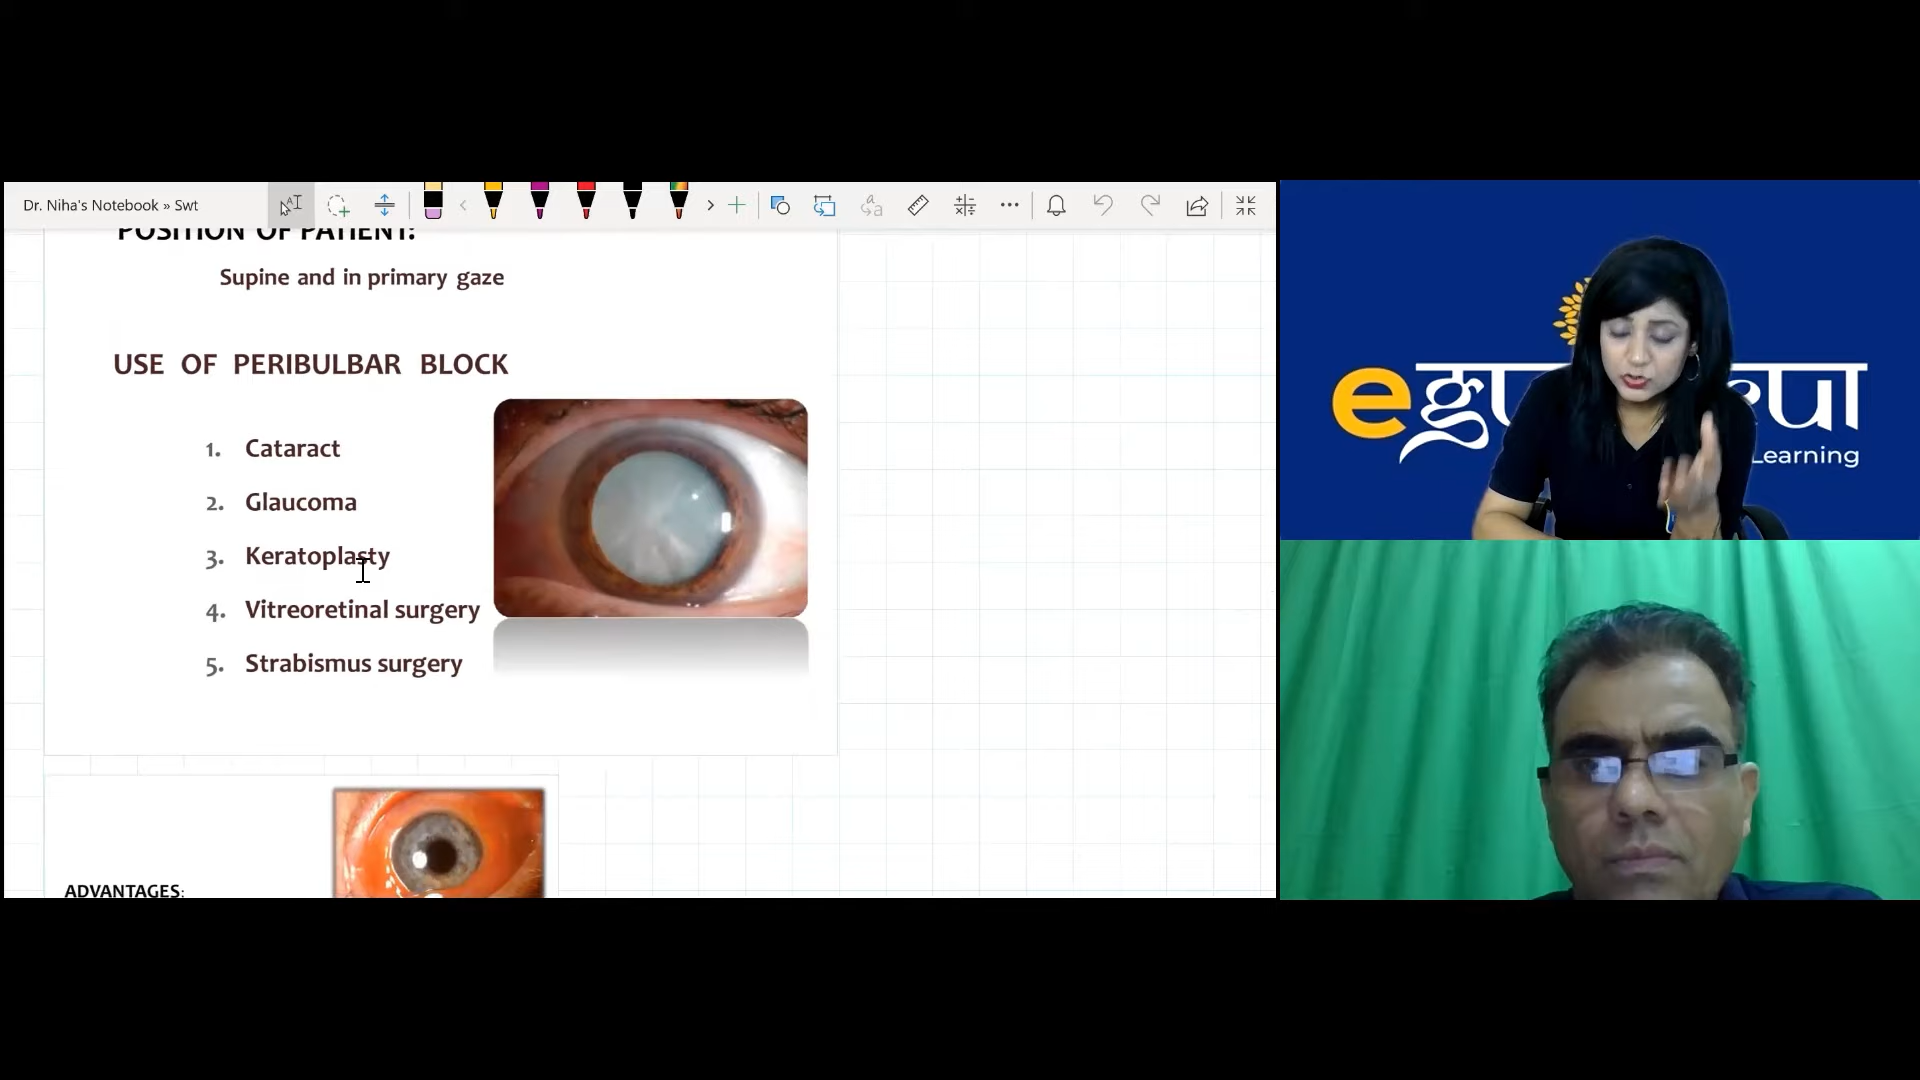 Dr. Niha's Notebook » Swt
POSITION OF PATIENT:
Supine and in primary gaze
USE OF PERIBULBAR BLOCK
1. Cataract
2. Glaucoma
3. Keratoplasty
4. Vitreoretinal surgery
5. Strabismus surgery
ADVANTAGES:
Learning